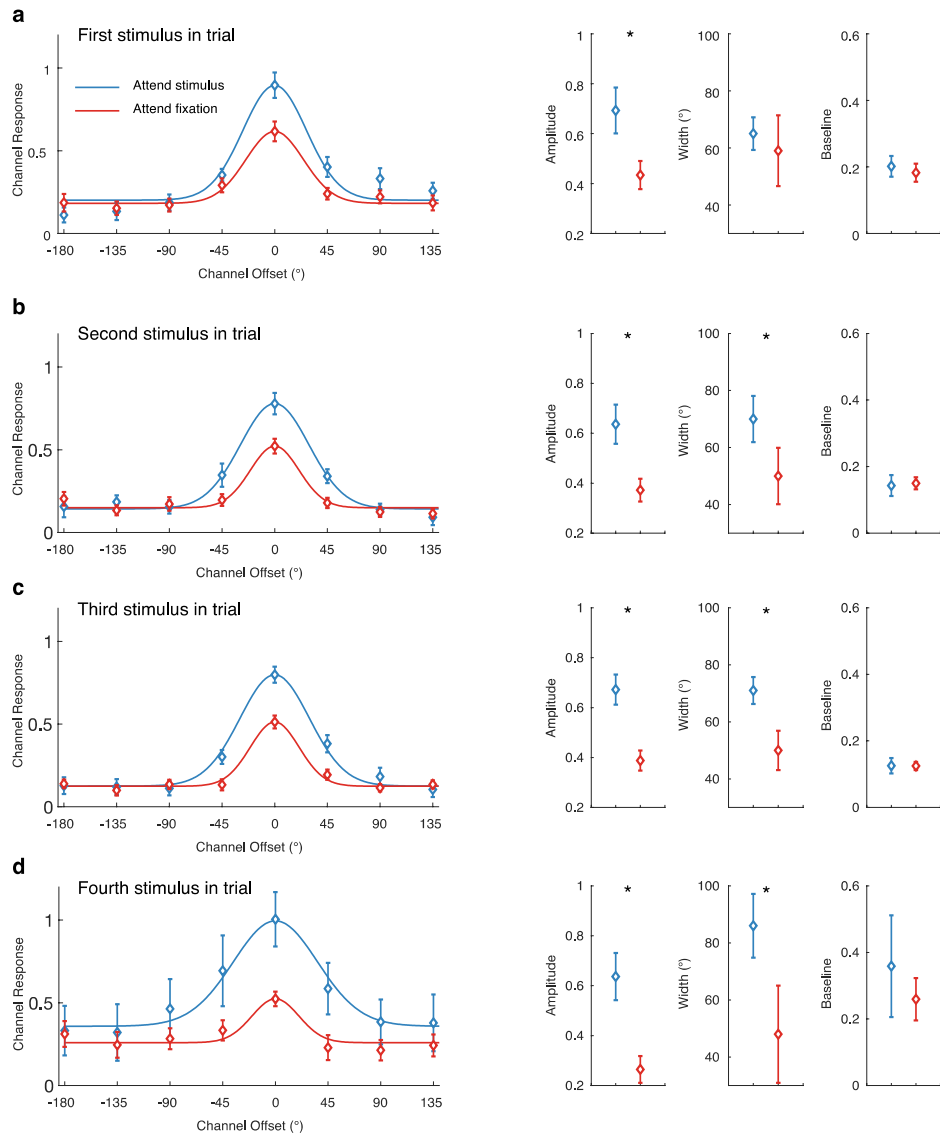 a
First stimulus in trial
Attend stimulus
Attend fixation
Channel Response
1
0.5
0
-180 -135 -90 -45 0 45 90 135
Channel Offset (°)
*
Amplitude
1
0.8
0.6
0.4
0.2
Width (°)
100
80
60
40
Baseline
0.6
0.4
0.2
0
b
Second stimulus in trial
Channel Response
1
0.5
0
-180 -135 -90 -45 0 45 90 135
Channel Offset (°)
*
Amplitude
1
0.8
0.6
0.4
0.2
*
Width (°)
100
80
60
40
Baseline
0.6
0.4
0.2
0
c
Third stimulus in trial
Channel Response
1
0.5
0
-180 -135 -90 -45 0 45 90 135
Channel Offset (°)
*
Amplitude
1
0.8
0.6
0.4
0.2
*
Width (°)
100
80
60
40
Baseline
0.6
0.4
0.2
0
d
Fourth stimulus in trial
Channel Response
1
0.5
0
-180 -135 -90 -45 0 45 90 135
Channel Offset (°)
*
Amplitude
1
0.8
0.6
0.4
0.2
*
Width (°)
100
80
60
40
Baseline
0.6
0.4
0.2
0